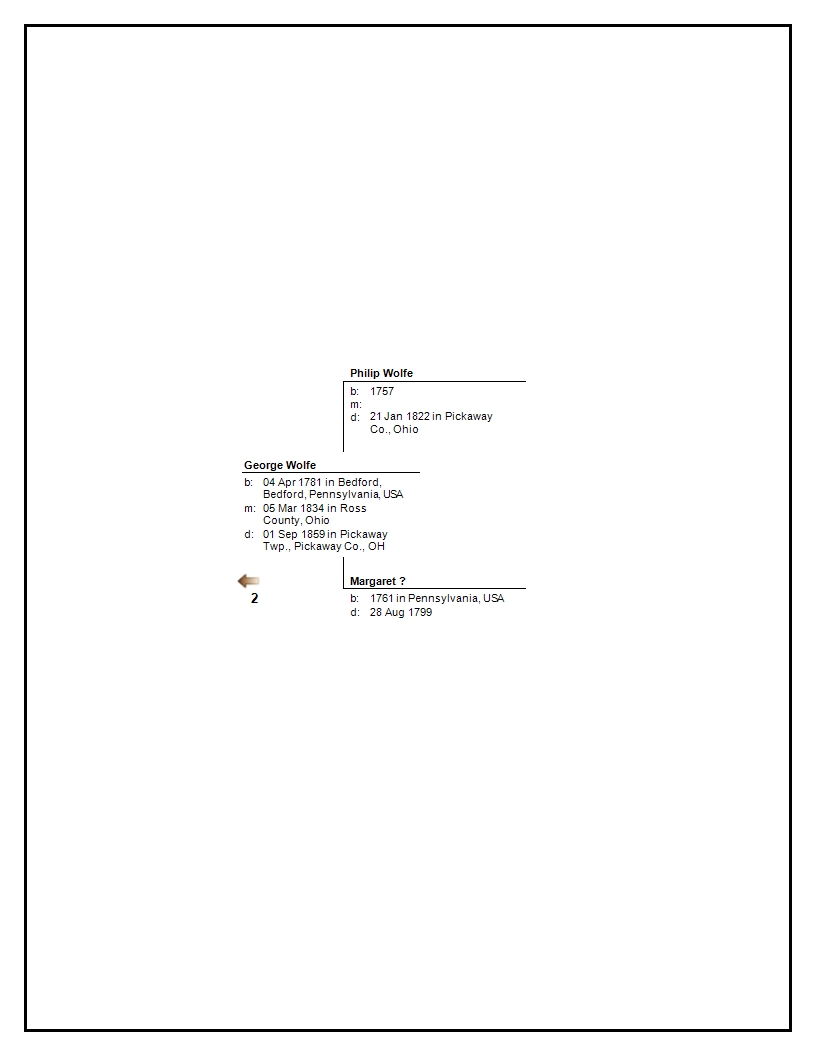 Philip Wolfe
b: 1757
m:
d: 21 Jan 1822 in Pickaway
Co., Ohio
George Wolfe
b: 04 Apr 1781 in Bedford,
Bedford, Pennsylvania, USA
m: 05 Mar 1834 in Ross
County, Ohio
d: 01 Sep 1859 in Pickaway
Twp., Pickaway Co., OH
2
Margaret ?
b: 1761 in Pennsylvania, USA
d: 28 Aug 1799